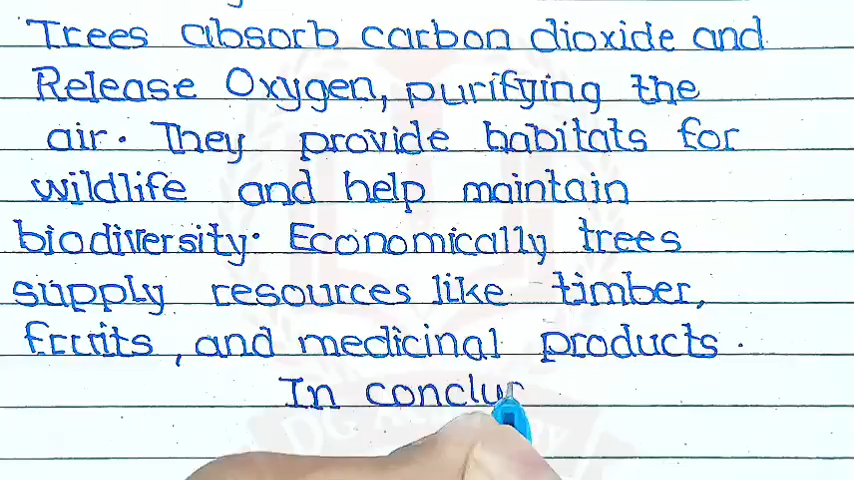 Trees absorb carbon dioxide and
Release Oxygen, purifying the
air. They provide habitats for
wildlife and help maintain
biodiversity. Economically trees
supply resources like timber,
fruits, and medicinal products.
In conclu